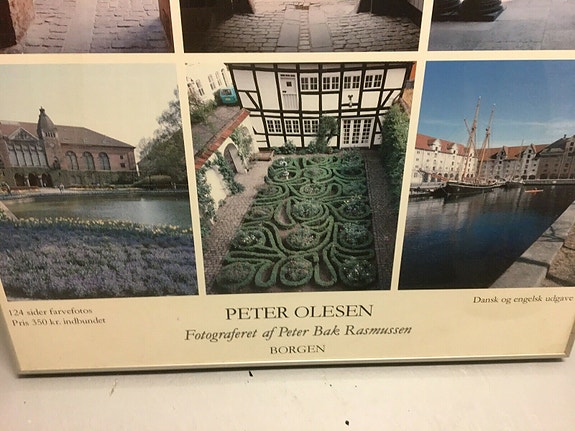 124 sider farvefotos
Pris 350 kr. indbundet
PETER OLESEN
Fotograferet af Peter Bak Rasmussen
BORGEN
Dansk og engelsk udgave